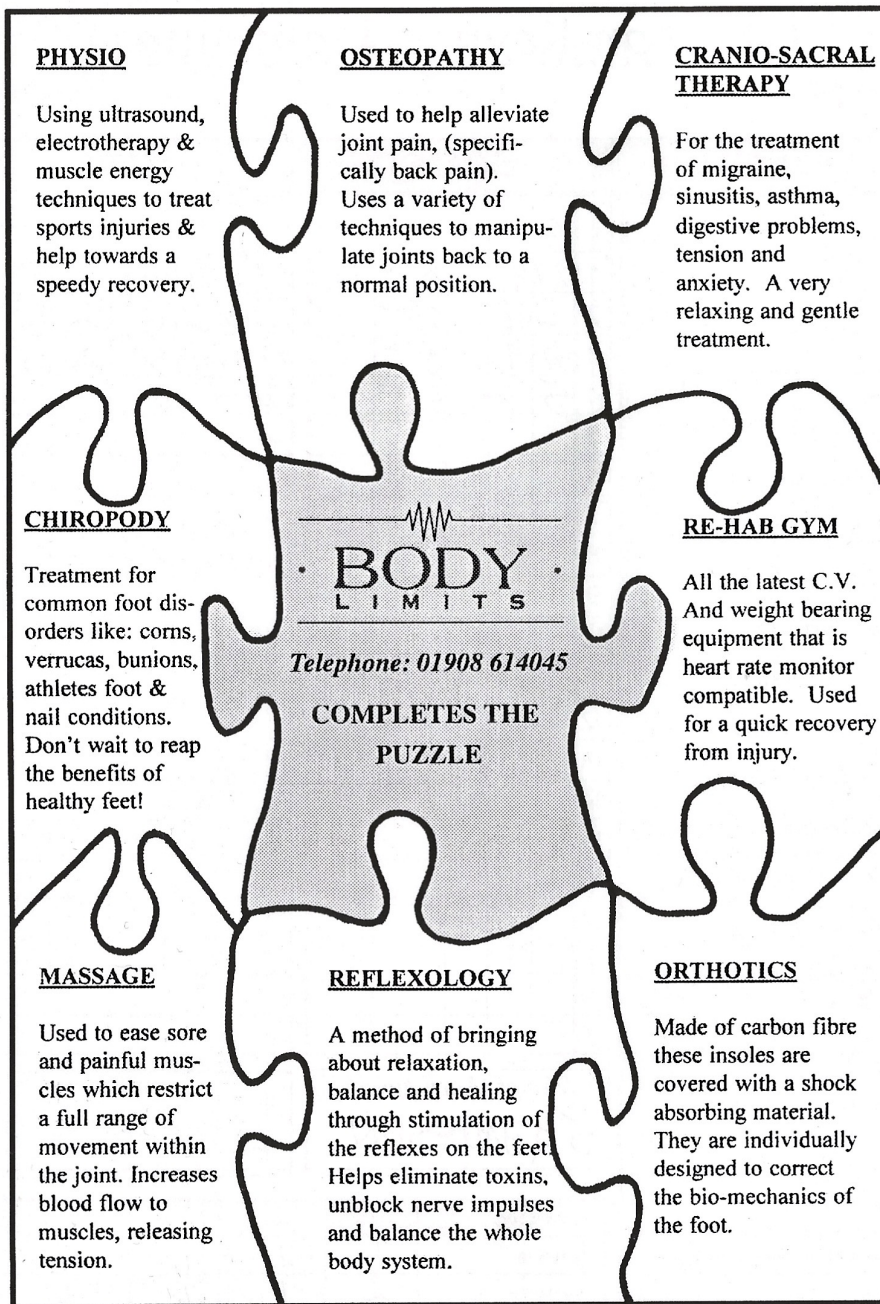 PHYSIO
Using ultrasound,
electrotherapy &
muscle energy
techniques to treat
sports injuries &
help towards a
speedy recovery.
OSTEOPATHY
Used to help alleviate
joint pain, (specifi-
cally back pain).
Uses a variety of
techniques to manipu-
late joints back to a
normal position.
CRANIO-SACRAL
THERAPY
For the treatment
of migraine,
sinusitis, asthma,
digestive problems,
tension and
anxiety. A very
relaxing and gentle
treatment.
CHIROPODY
Treatment for
common foot dis-
orders like: corns,
verrucas, bunions,
athletes foot &
nail conditions.
Don't wait to reap
the benefits of
healthy feet!
· BODY ·
LIMITS
Telephone: 01908 614045
COMPLETES THE
PUZZLE
RE-HAB GYM
All the latest C.V.
And weight bearing
equipment that is
heart rate monitor
compatible. Used
for a quick recovery
from injury.
MASSAGE
Used to ease sore
and painful mus-
cles which restrict
a full range of
movement within
the joint. Increases
blood flow to
muscles, releasing
tension.
REFLEXOLOGY
A method of bringing
about relaxation,
balance and healing
through stimulation of
the reflexes on the feet.
Helps eliminate toxins,
unblock nerve impulses
and balance the whole
body system.
ORTHOTICS
Made of carbon fibre
these insoles are
covered with a shock
absorbing material.
They are individually
designed to correct
the bio-mechanics of
the foot.